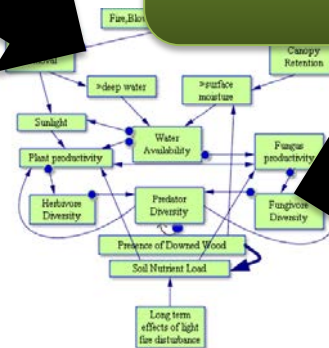 Fire,Blow
Canopy
Retention
>deep water
>surface
moisture
Sunlight
Water
Availability
Fungus
productivity
Plant productivity
Herbivore
Diversity
Predator
Diversity
Fungivore
Diversity
Presence of Downed Wood
Soil Nutrient Load
Long term
effects of light
fire disturbance